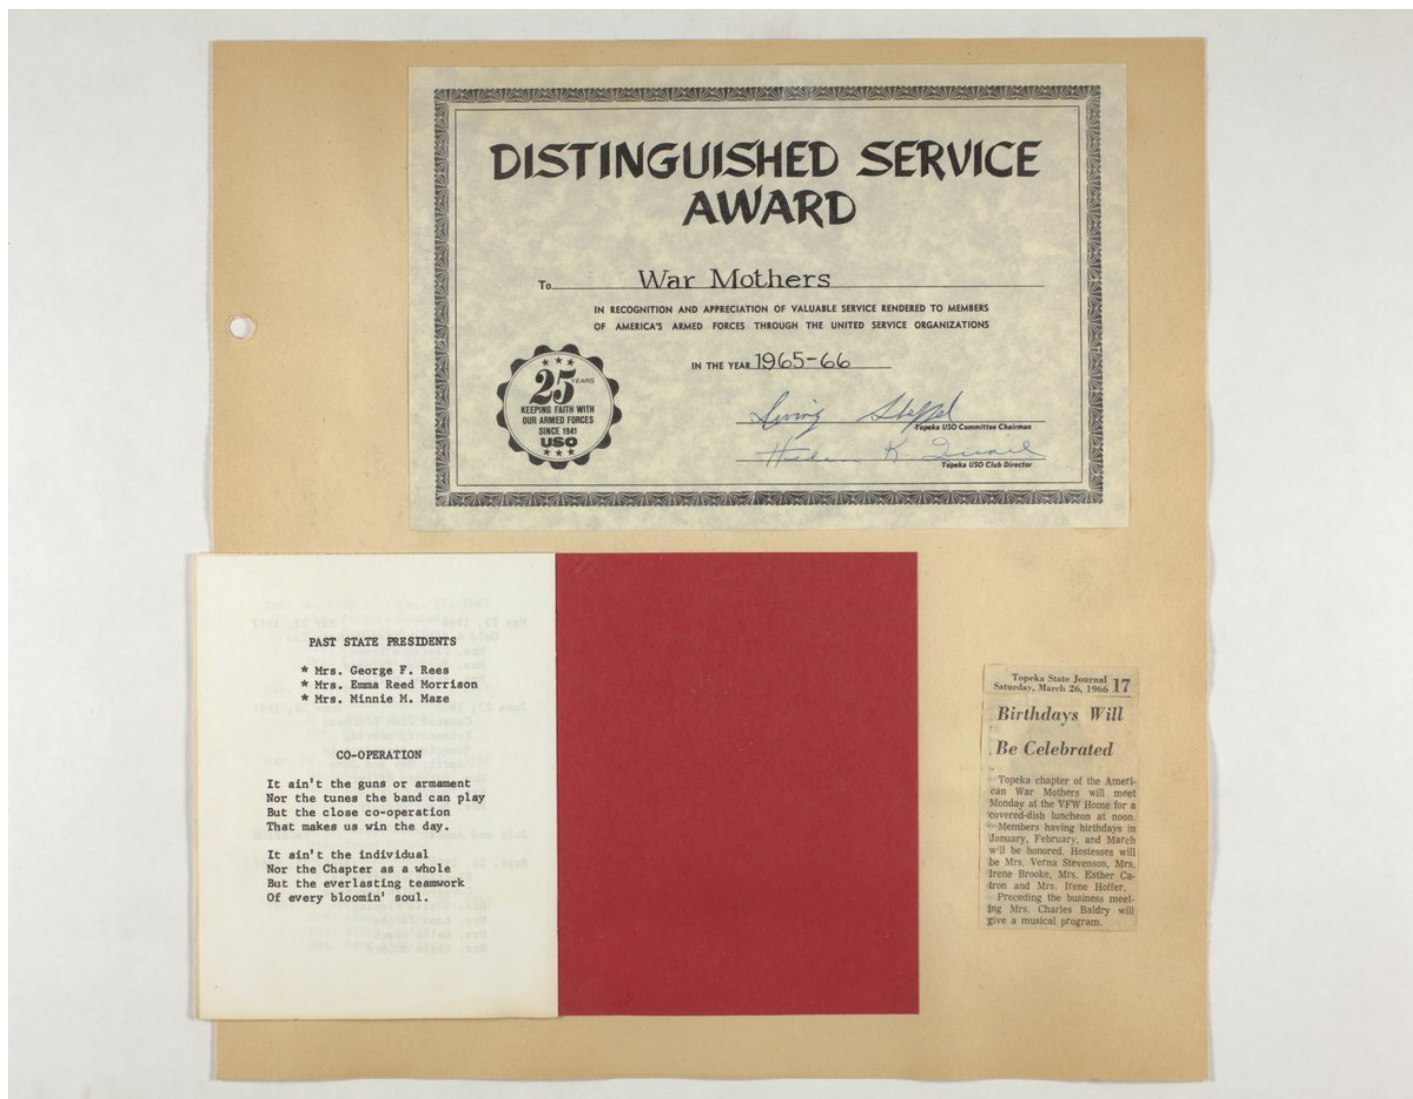 DISTINGUISHED SERVICE
AWARD
To War Mothers
IN RECOGNITION AND APPRECIATION OF VALUABLE SERVICE RENDERED TO MEMBERS
OF AMERICA'S ARMED FORCES THROUGH THE UNITED SERVICE ORGANIZATIONS
IN THE YEAR 1965-66
25 YEARS
KEEPING FAITH WITH
OUR ARMED FORCES
SINCE 1941
USO
Irving
Topeka USO Committee Chairman
Helen K. Quail
Topeka USO Club Director
PAST STATE PRESIDENTS
* Mrs. George F. Rees
* Mrs. Emma Reed Morrison
* Mrs. Minnie M. Maze
CO-OPERATION
It ain't the guns or armament
Nor the tunes the band can play
But the close co-operation
That makes us win the day.
It ain't the individual
Nor the Chapter as a whole
But the everlasting teamwork
Of every bloomin' soul.
Topeka State Journal
Saturday, March 26, 1966 17
Birthdays Will
Be Celebrated
Topeka chapter of the Ameri-
can War Mothers will meet
Monday at the VFW Home for a
covered-dish luncheon at noon.
Members having birthdays in
January, February, and March
will be honored. Hostesses will
be Mrs. Verna Stevenson, Mrs.
Irene Brooke, Mrs. Esther Ca-
tron and Mrs. Irene Hoffer.
Preceding the business meet-
ing Mrs. Charles Baldry will
give a musical program.